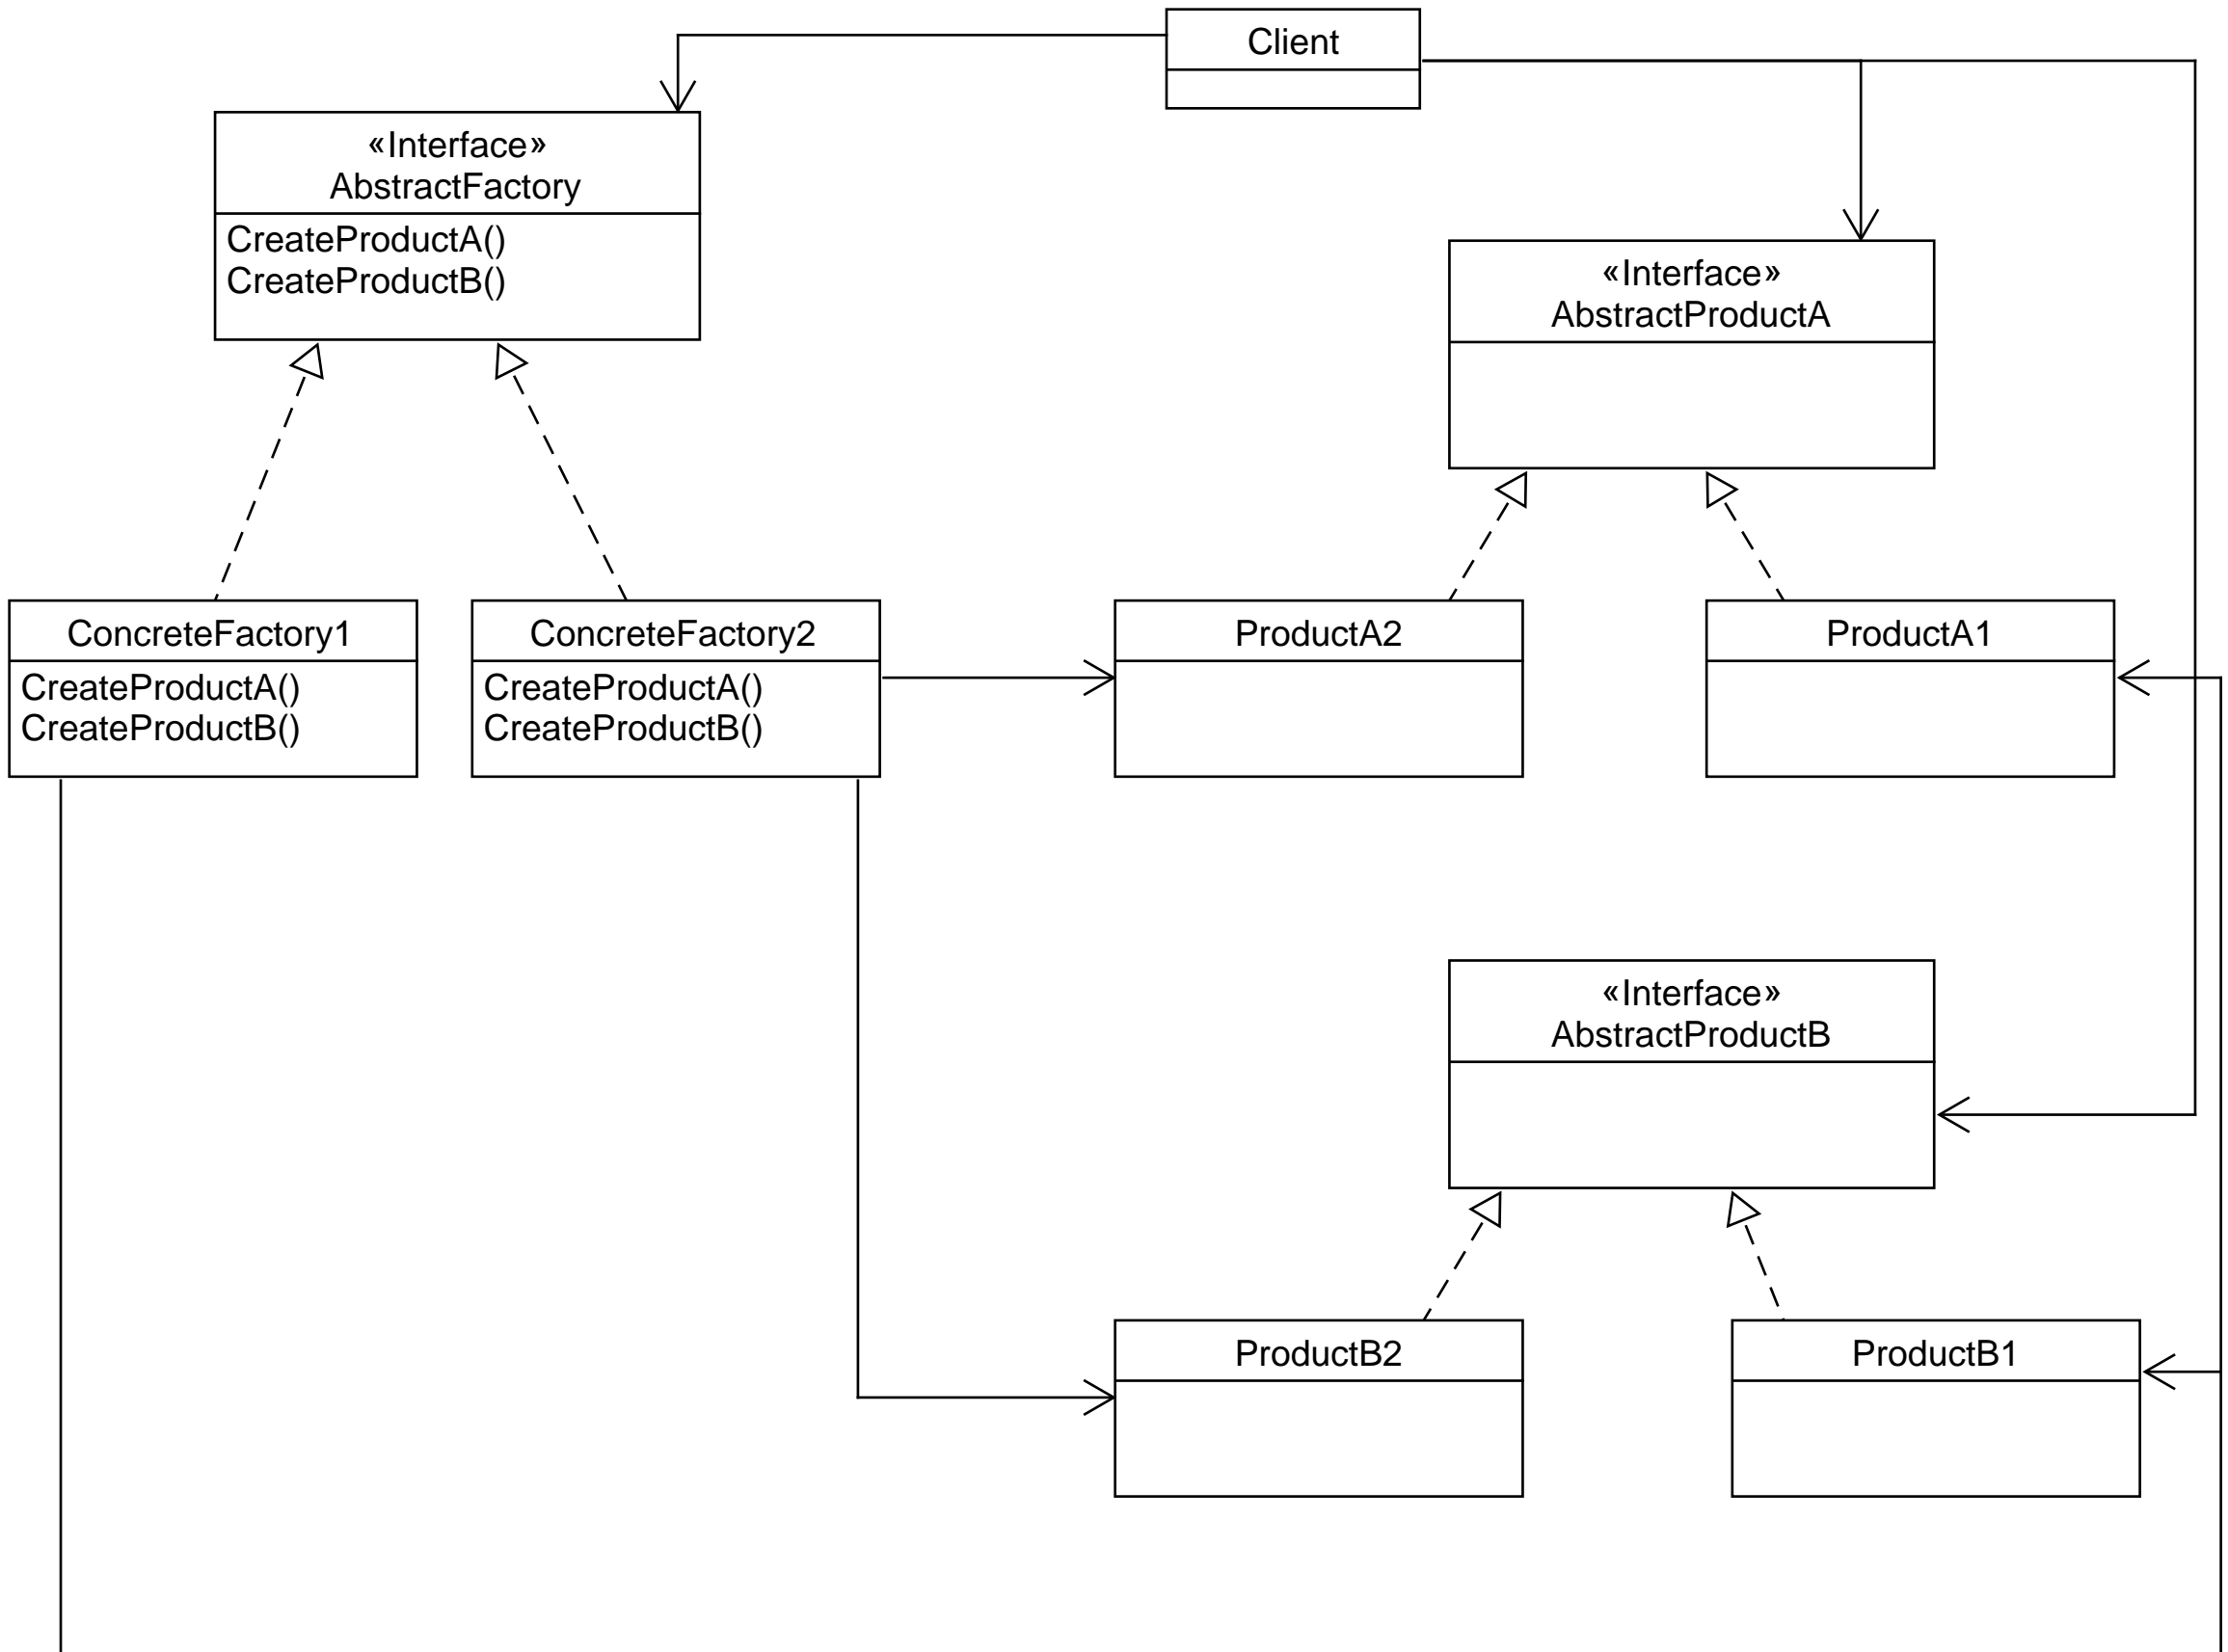 Client
«Interface»
AbstractFactory
CreateProductA()
CreateProductB()
«Interface»
AbstractProductA
ConcreteFactory1
CreateProductA()
CreateProductB()
ConcreteFactory2
CreateProductA()
CreateProductB()
ProductA2
ProductA1
«Interface»
AbstractProductB
ProductB2
ProductB1